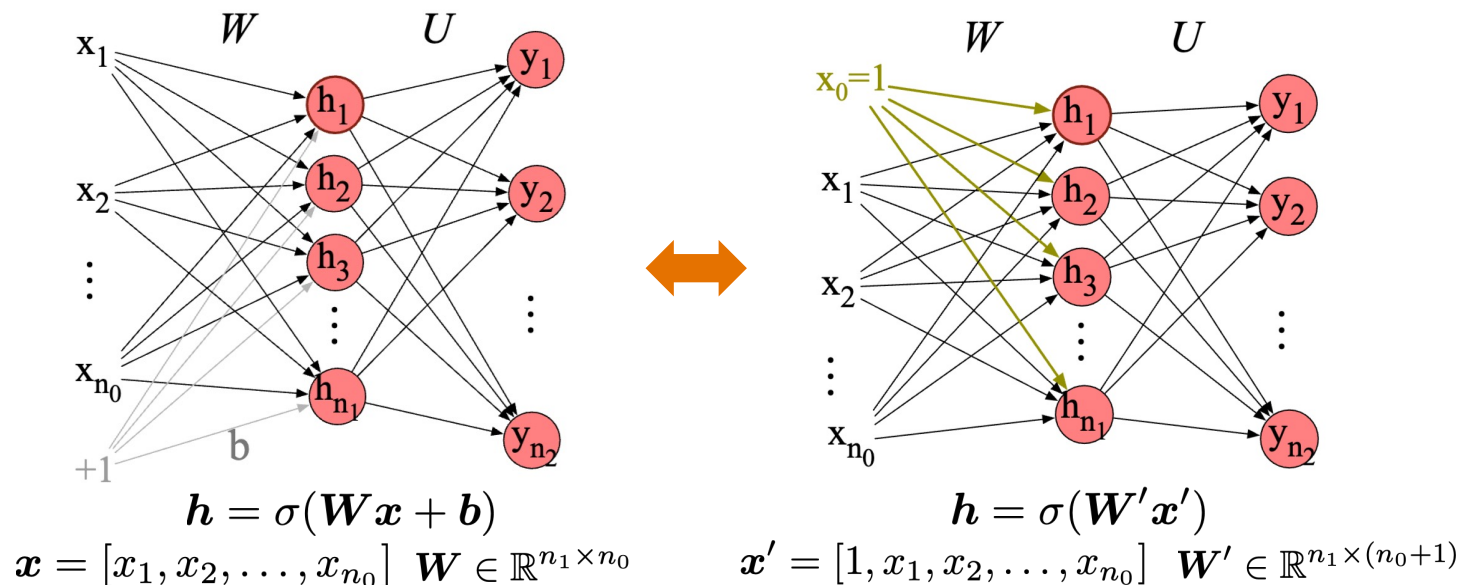 W U
x₁
x₂
⋮
xₙ₀
+1
b
h₁
h₂
h₃
⋮
hₙ₁
y₁
y₂
⋮
yₙ₂
h = σ(Wx + b)
x = [x₁, x₂, . . . , xₙ₀] W ∈ ℝ^{n₁×n₀}
W U
x₀=1
x₁
x₂
⋮
xₙ₀
h₁
h₂
h₃
⋮
hₙ₁
y₁
y₂
⋮
yₙ₂
h = σ(W′x′)
x′ = [1, x₁, x₂, . . . , xₙ₀] W′ ∈ ℝ^{n₁×(n₀+1)}